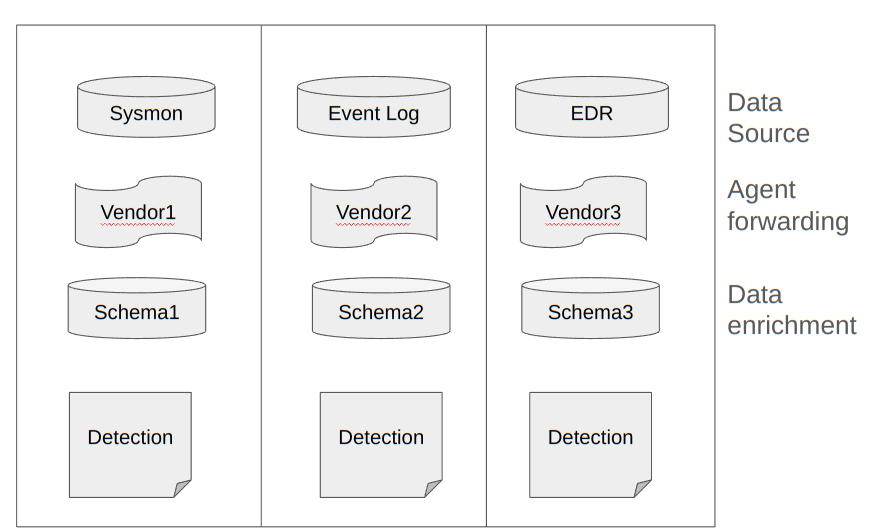 Sysmon
Event Log
EDR
Data
Source
Vendor1
Vendor2
Vendor3
Agent
forwarding
Schema1
Schema2
Schema3
Data
enrichment
Detection
Detection
Detection